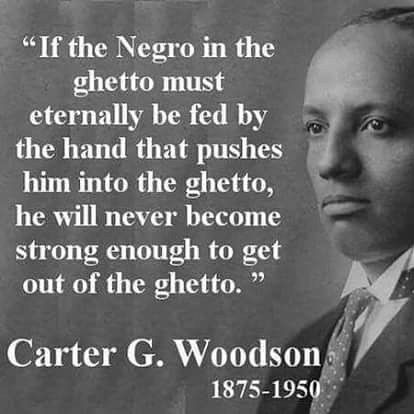 “If the Negro in the
ghetto must
eternally be fed by
the hand that pushes
him into the ghetto,
he will never become
strong enough to get
out of the ghetto. ”
Carter G. Woodson
1875-1950